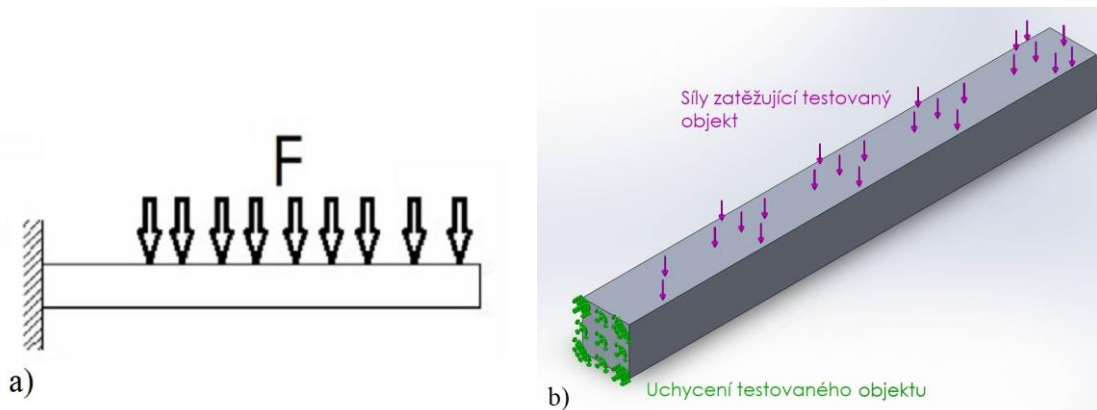 F
a)
Síly zatěžující testovaný
objekt
Uchycení testovaného objektu
b)